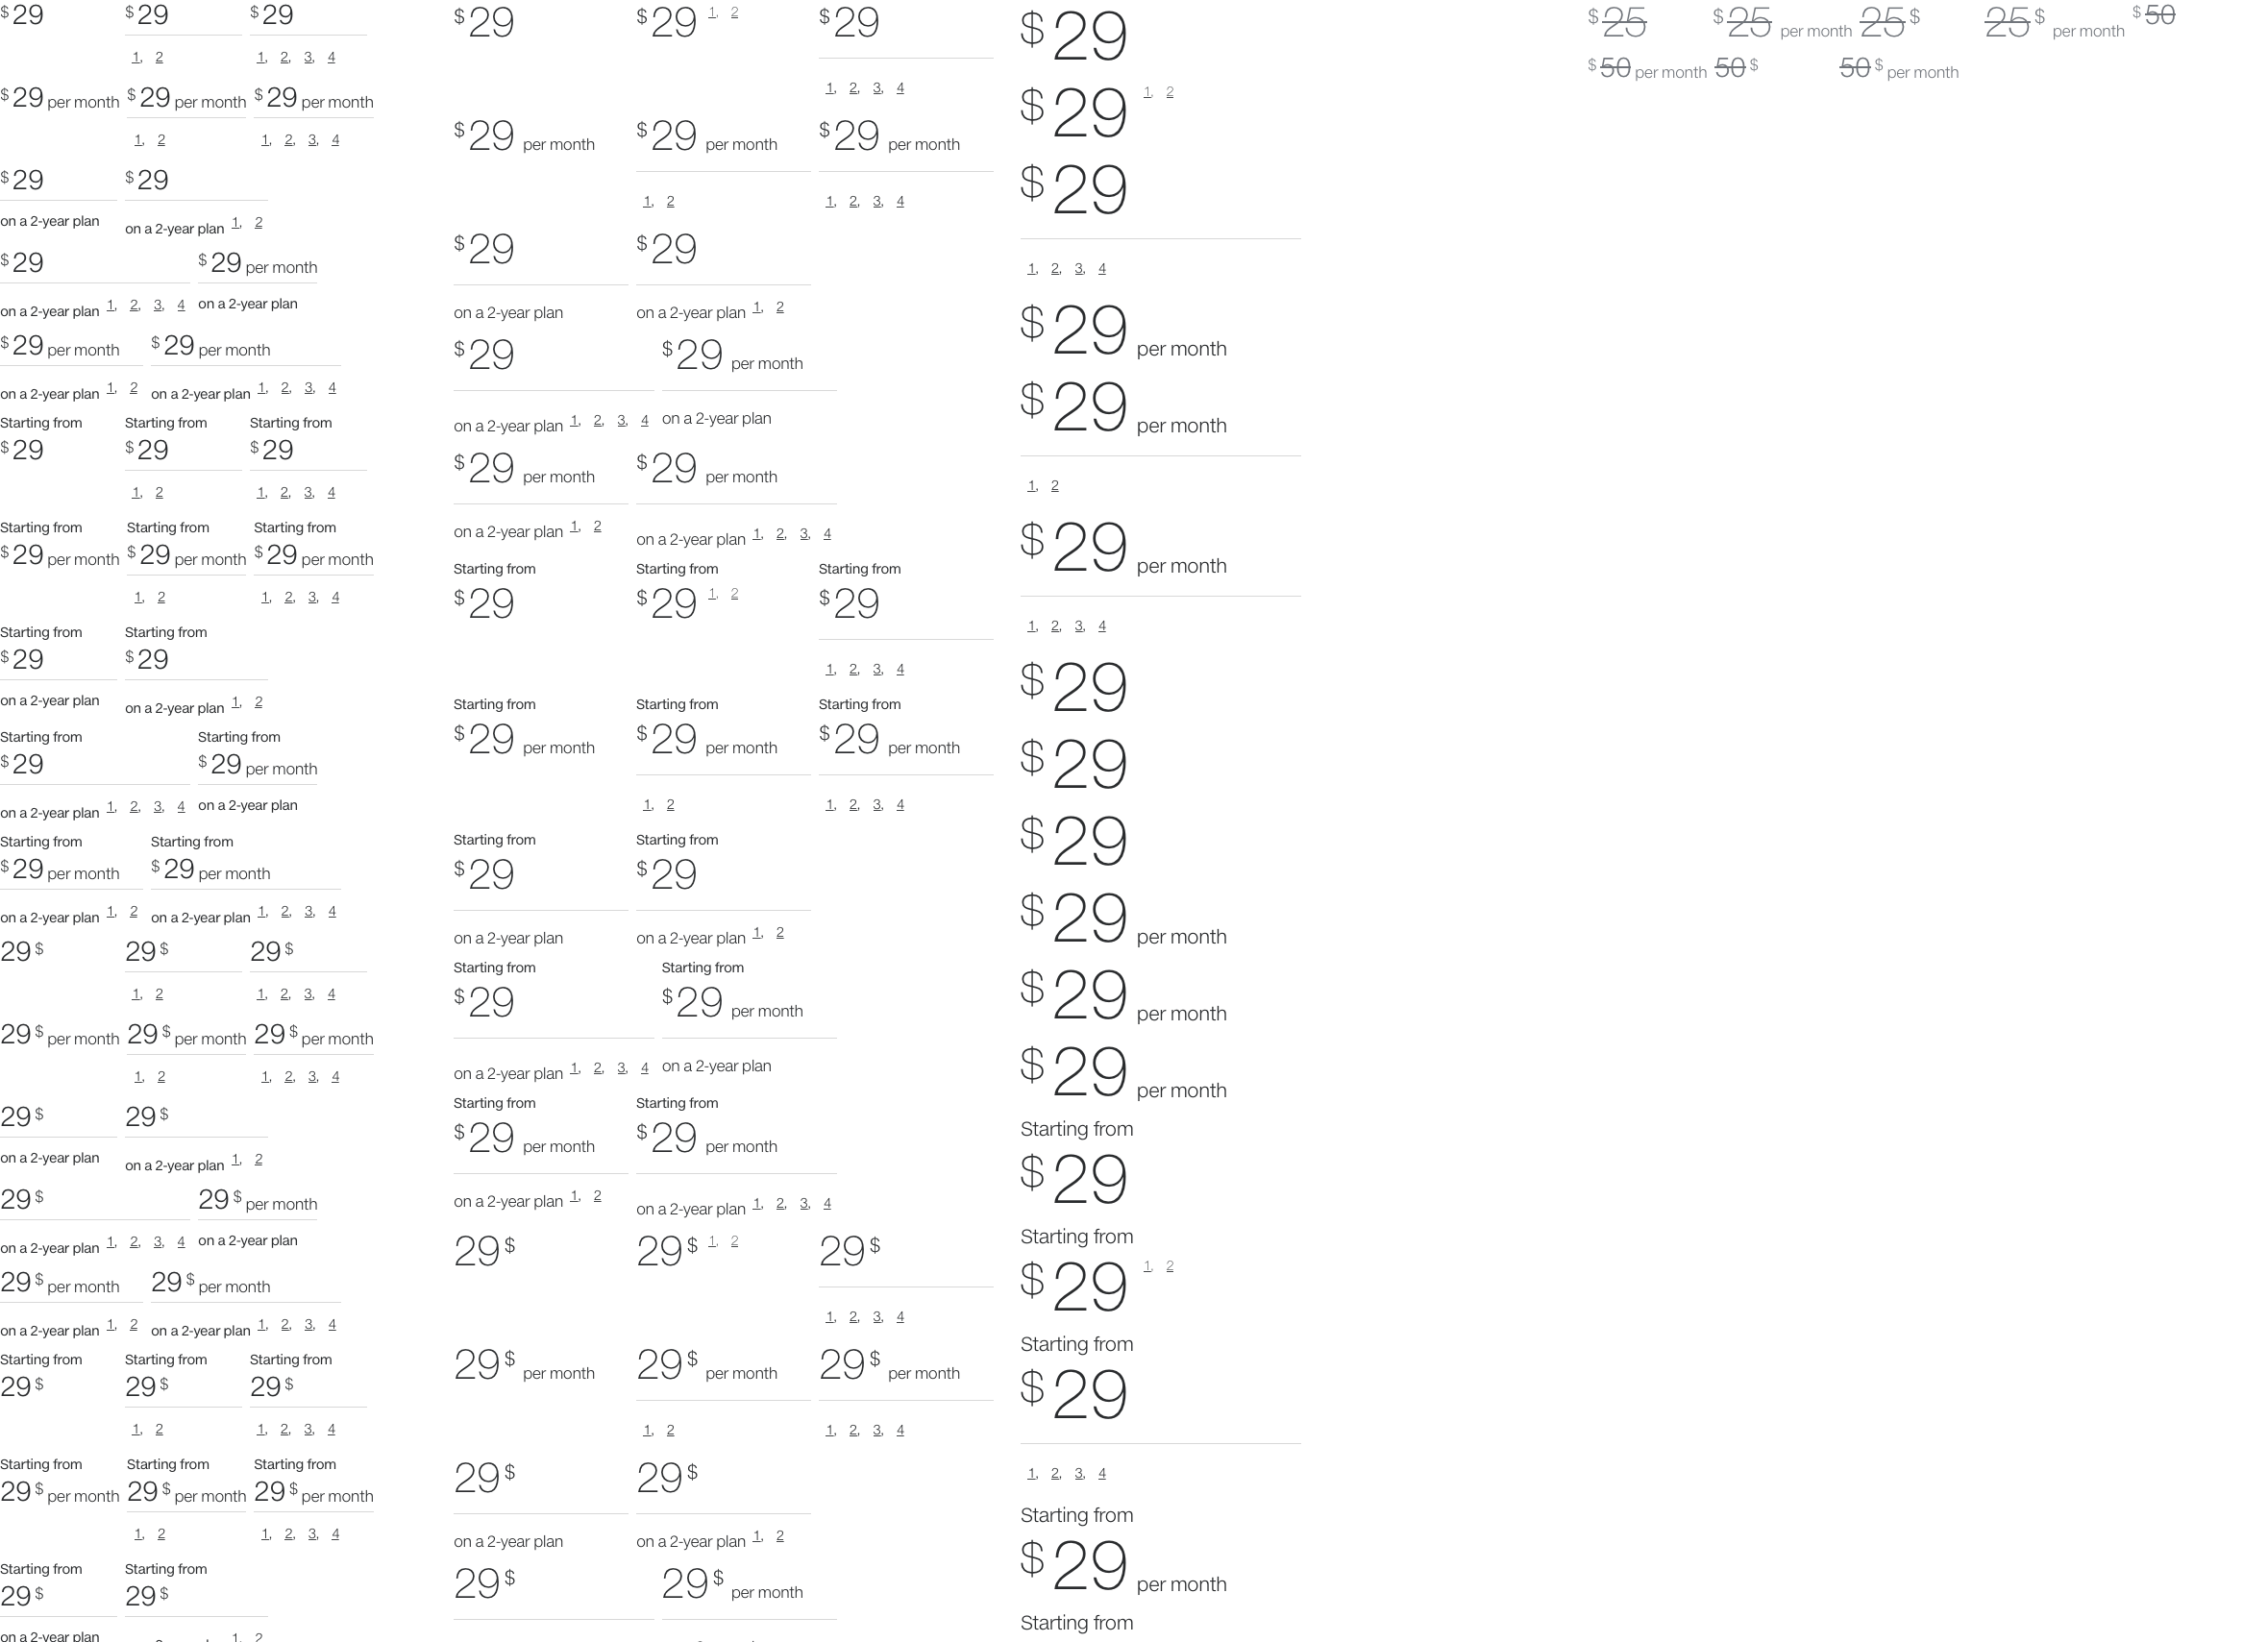 $29 $29 $29
1, 2 1, 2, 3, 4
$29 per month $29 per month $29 per month
1, 2 1, 2, 3, 4
$29 $29
on a 2-year plan on a 2-year plan 1, 2
$29 $29 per month
on a 2-year plan 1, 2, 3, 4 on a 2-year plan
$29 per month $29 per month
on a 2-year plan 1, 2 on a 2-year plan 1, 2, 3, 4
Starting from Starting from Starting from
$29 $29 $29
1, 2 1, 2, 3, 4
Starting from Starting from Starting from
$29 per month $29 per month $29 per month
1, 2 1, 2, 3, 4
Starting from Starting from
$29 $29
on a 2-year plan on a 2-year plan 1, 2
Starting from Starting from
$29 $29 per month
on a 2-year plan 1, 2, 3, 4 on a 2-year plan
Starting from Starting from
$29 per month $29 per month
on a 2-year plan 1, 2 on a 2-year plan 1, 2, 3, 4
29$ 29$ 29$
1, 2 1, 2, 3, 4
29$ per month 29$ per month 29$ per month
1, 2 1, 2, 3, 4
29$ 29$
on a 2-year plan on a 2-year plan 1, 2
29$ 29$ per month
on a 2-year plan 1, 2, 3, 4 on a 2-year plan
29$ per month 29$ per month
on a 2-year plan 1, 2 on a 2-year plan 1, 2, 3, 4
Starting from Starting from Starting from
29$ 29$ 29$
1, 2 1, 2, 3, 4
Starting from Starting from Starting from
29$ per month 29$ per month 29$ per month
1, 2 1, 2, 3, 4
Starting from Starting from
29$ 29$
on a 2-year plan 1, 2
$29 $29 1, 2 $29
1, 2, 3, 4
$29 per month $29 per month $29 per month
1, 2 1, 2, 3, 4
$29 $29
on a 2-year plan on a 2-year plan 1, 2
$29 $29 per month
on a 2-year plan 1, 2, 3, 4 on a 2-year plan
$29 per month $29 per month
on a 2-year plan 1, 2 on a 2-year plan 1, 2, 3, 4
Starting from Starting from Starting from
$29 $29 1, 2 $29
1, 2, 3, 4
Starting from Starting from Starting from
$29 per month $29 per month $29 per month
1, 2 1, 2, 3, 4
Starting from Starting from
$29 $29
on a 2-year plan on a 2-year plan 1, 2
Starting from Starting from
$29 $29 per month
on a 2-year plan 1, 2, 3, 4 on a 2-year plan
Starting from Starting from
$29 per month $29 per month
on a 2-year plan 1, 2 on a 2-year plan 1, 2, 3, 4
29$ 29$ 1, 2 29$
1, 2, 3, 4
29$ per month 29$ per month 29$ per month
1, 2 1, 2, 3, 4
29$ 29$
on a 2-year plan on a 2-year plan 1, 2
29$ 29$ per month
$29
$29 1, 2
$29
1, 2, 3, 4
$29 per month
$29 per month
1, 2
$29 per month
1, 2, 3, 4
$29
$29
$29
$29 per month
$29 per month
$29 per month
Starting from
$29
Starting from
$29 1, 2
Starting from
$29
1, 2, 3, 4
Starting from
$29 per month
Starting from
$25 $25 per month 25$ 25$ per month $50
$50 per month 50$ 50$ per month